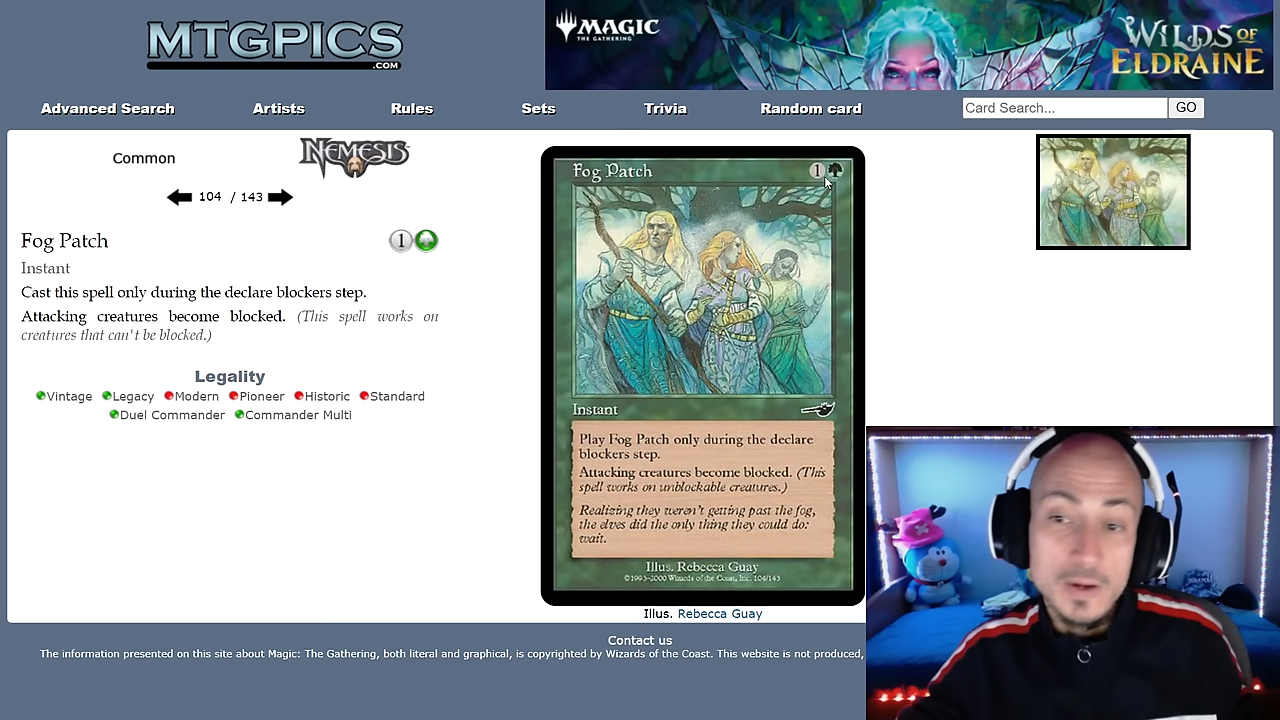 MTGPICS
.COM
MAGIC
THE GATHERING
WILDS OF
ELDRAINE
Advanced Search
Artists
Rules
Sets
Trivia
Random card
Card Search...
GO
Common
NEMESIS
104 / 143
Fog Patch
1
Instant
Cast this spell only during the declare blockers step.
Attacking creatures become blocked. (This spell works on
creatures that can't be blocked.)
Legality
Vintage Legacy Modern Pioneer Historic Standard
Duel Commander Commander Multi
Fog Patch
1
Instant
Play Fog Patch only during the declare
blockers step.
Attacking creatures become blocked. (This
spell works on unblockable creatures.)
Realizing they weren't getting past the fog,
the elves did the only thing they could do:
wait.
Illus. Rebecca Guay
©1993-2000 Wizards of the Coast, Inc. 104/143
Illus. Rebecca Guay
Contact us
The information presented on this site about Magic: The Gathering, both literal and graphical, is copyrighted by Wizards of the Coast. This website is not produced,